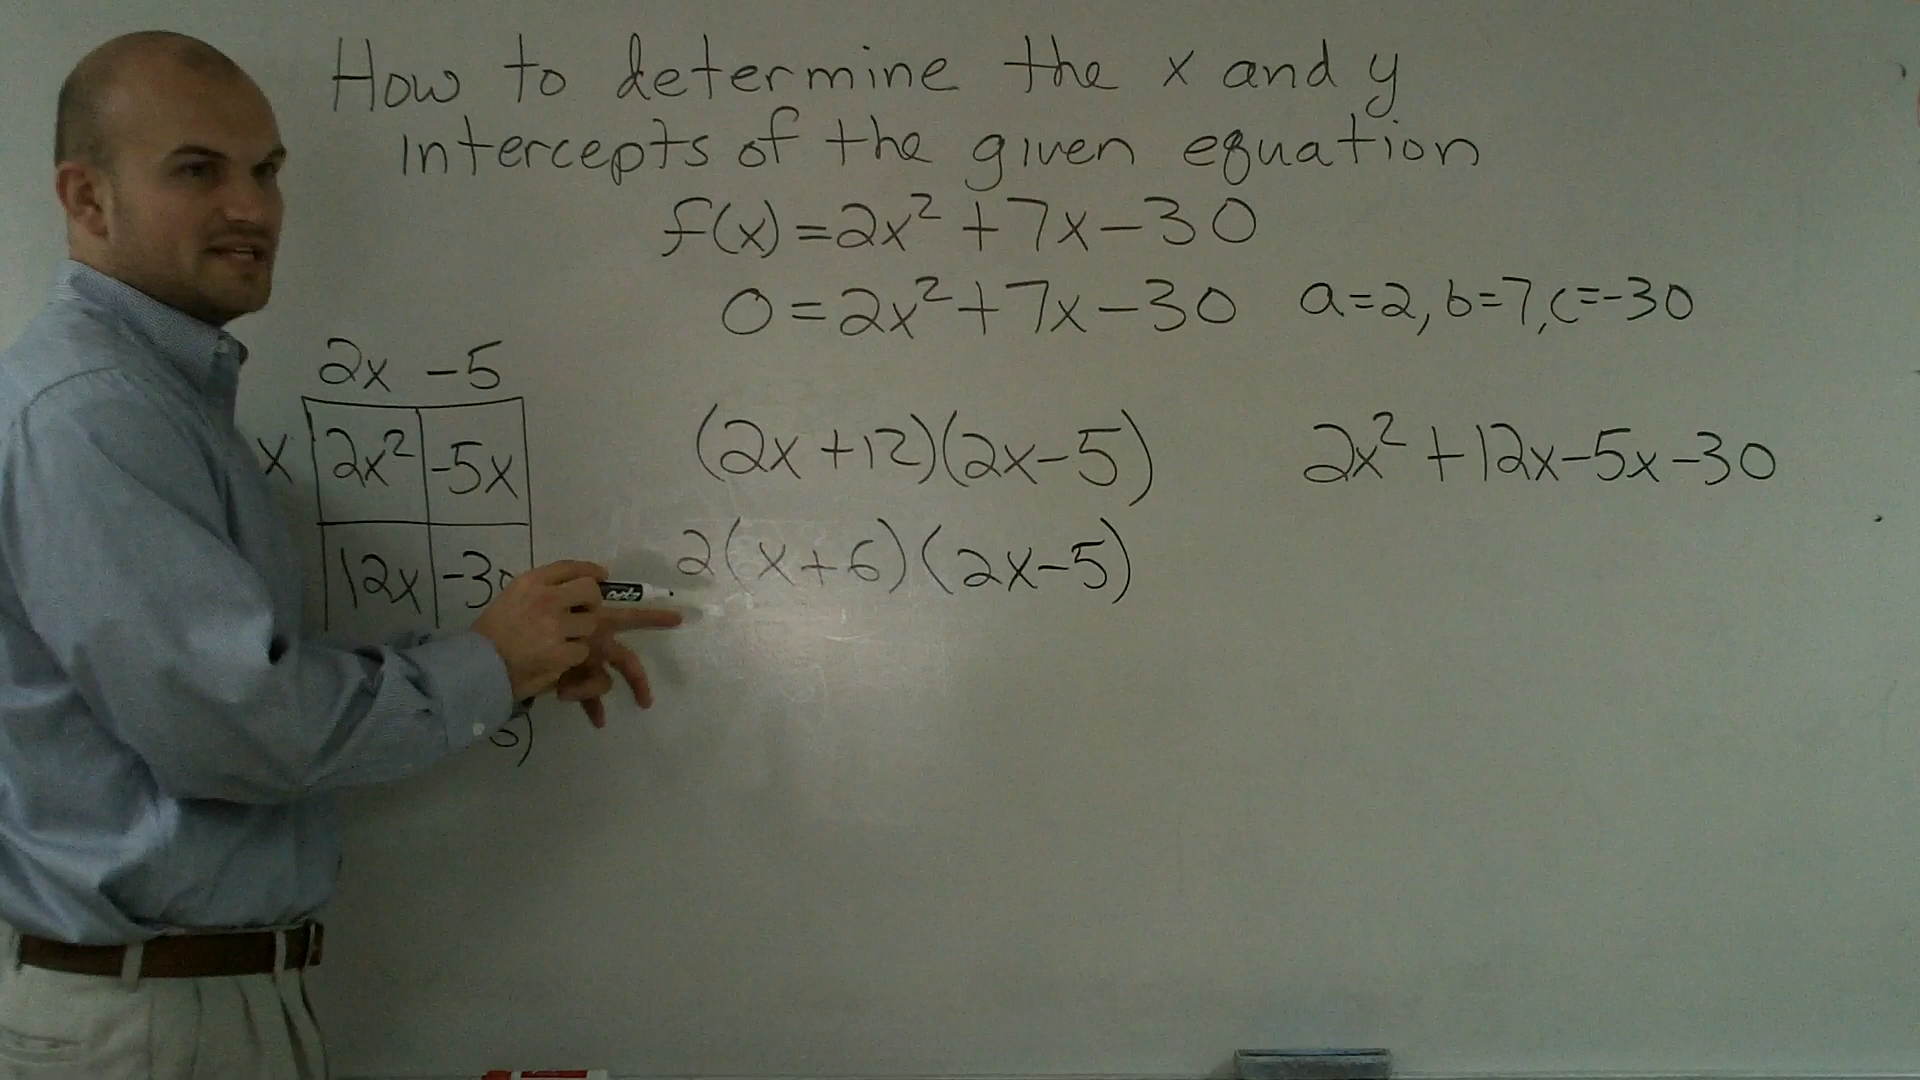 How to determine the x and y
intercepts of the given equation
f(x)=2x²+7x-30
0=2x²+7x-30 a=2, b=7, c=-30
2x -5
x 2x² -5x
12x -30
(2x+12)(2x-5) 2x²+12x-5x-30
2(x+6)(2x-5)